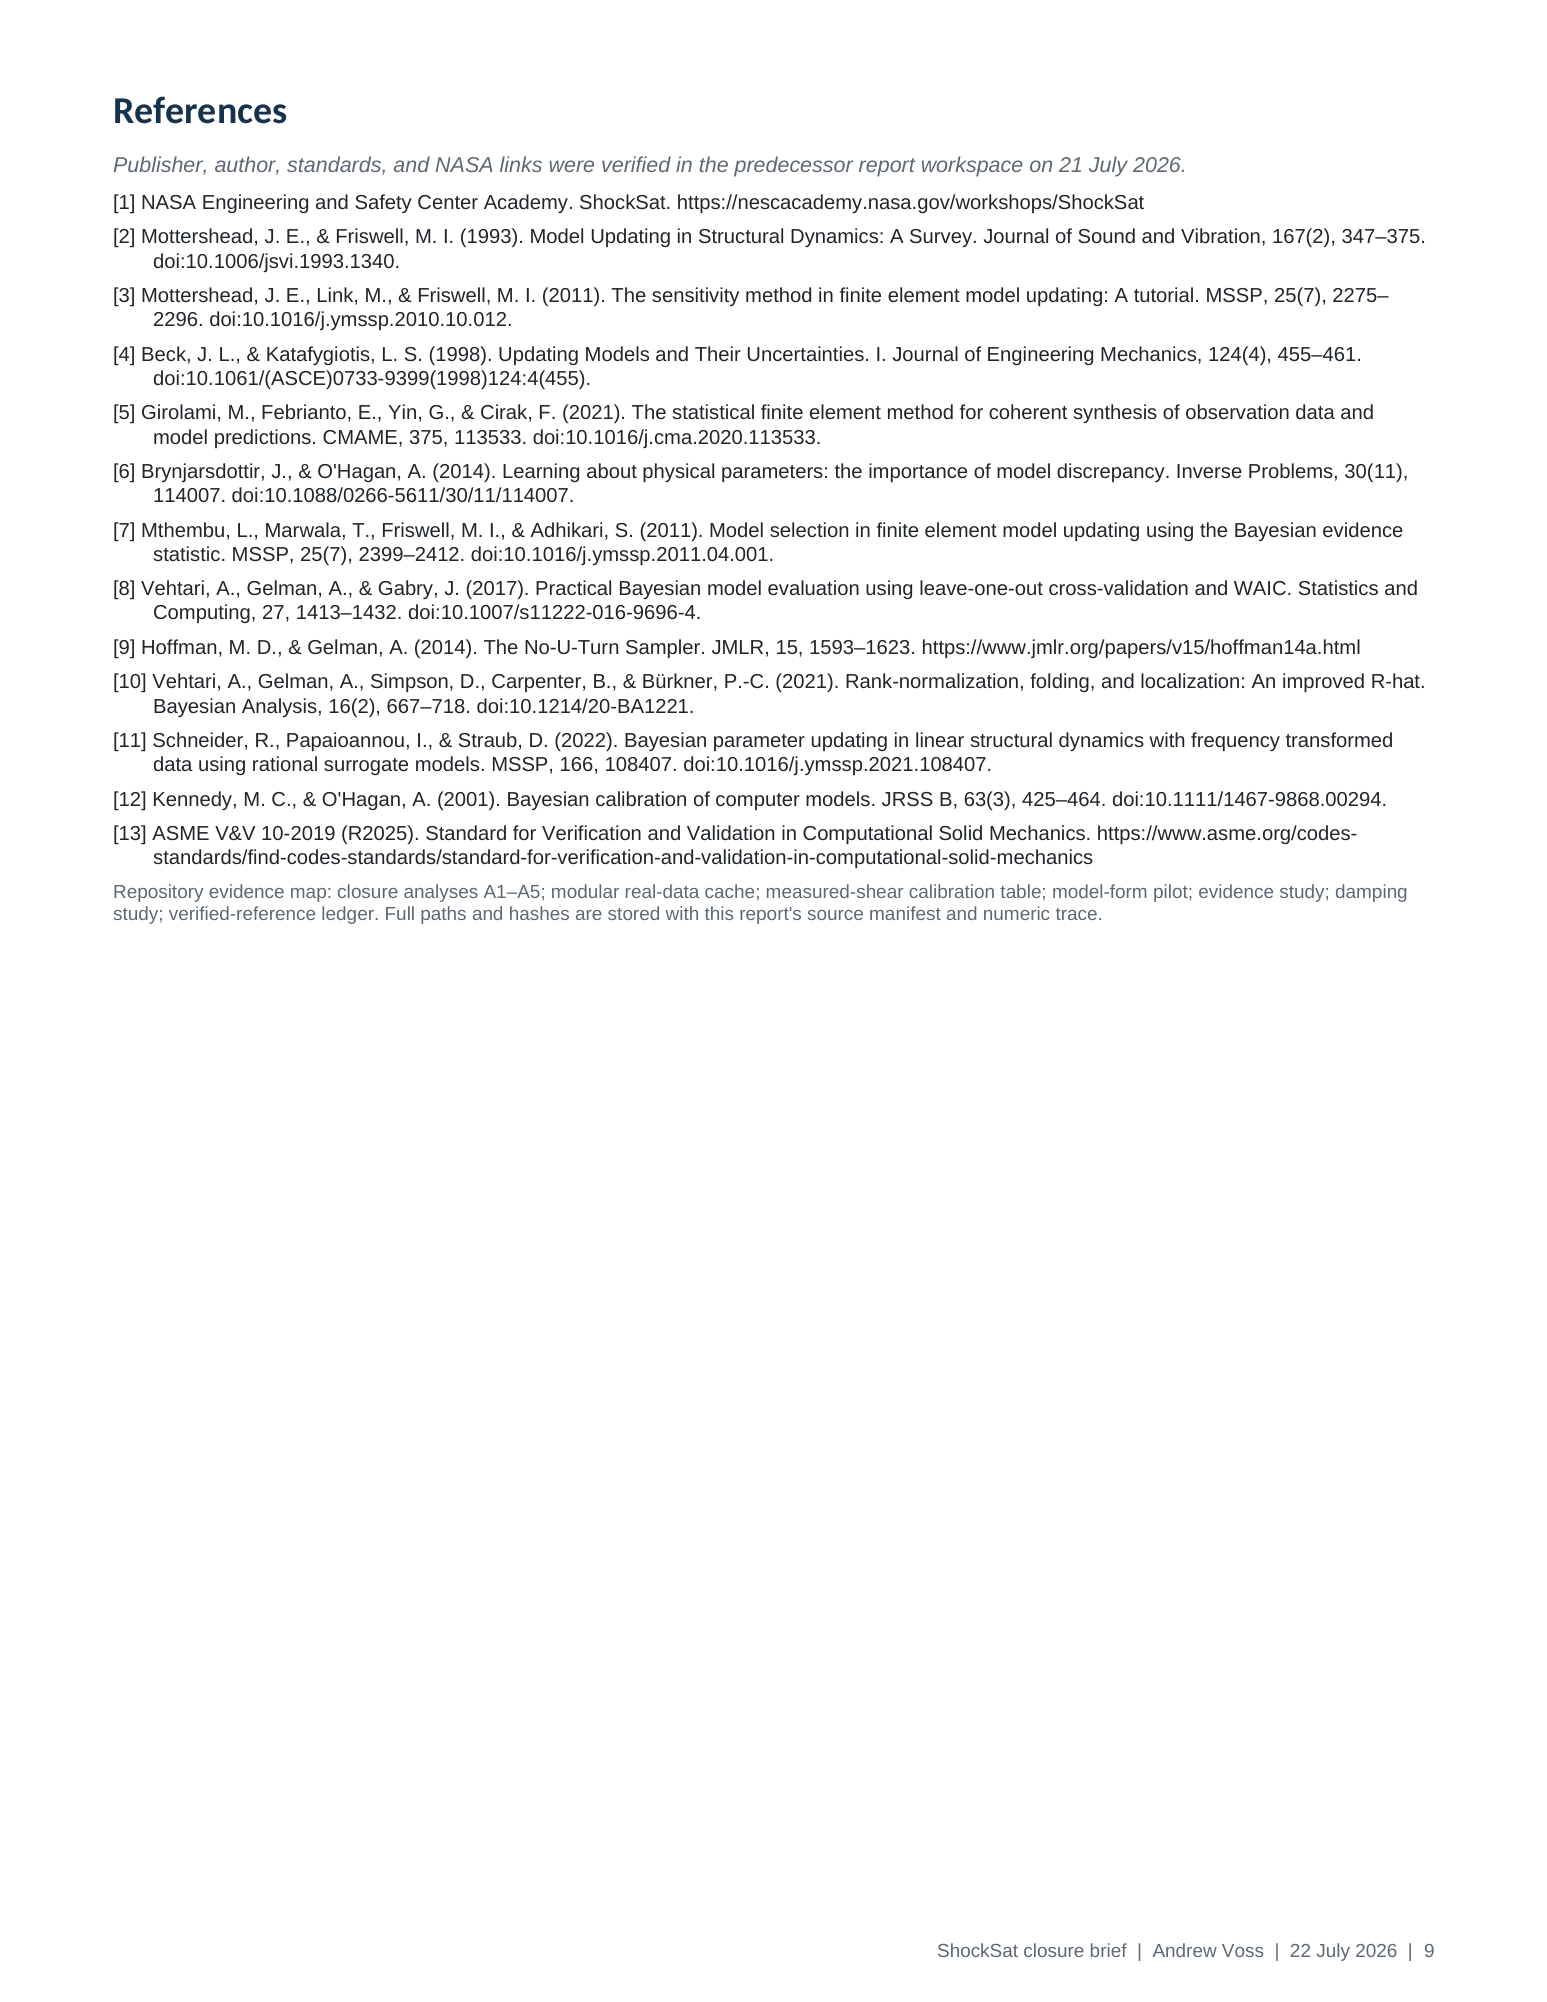 References
Publisher, author, standards, and NASA links were verified in the predecessor report workspace on 21 July 2026.
[1] NASA Engineering and Safety Center Academy. ShockSat. https://nescacademy.nasa.gov/workshops/ShockSat
[2] Mottershead, J. E., & Friswell, M. I. (1993). Model Updating in Structural Dynamics: A Survey. Journal of Sound and Vibration, 167(2), 347–375.
doi:10.1006/jsvi.1993.1340.
[3] Mottershead, J. E., Link, M., & Friswell, M. I. (2011). The sensitivity method in finite element model updating: A tutorial. MSSP, 25(7), 2275–
2296. doi:10.1016/j.ymssp.2010.10.012.
[4] Beck, J. L., & Katafygiotis, L. S. (1998). Updating Models and Their Uncertainties. I. Journal of Engineering Mechanics, 124(4), 455–461.
doi:10.1061/(ASCE)0733-9399(1998)124:4(455).
[5] Girolami, M., Febrianto, E., Yin, G., & Cirak, F. (2021). The statistical finite element method for coherent synthesis of observation data and
model predictions. CMAME, 375, 113533. doi:10.1016/j.cma.2020.113533.
[6] Brynjarsdottir, J., & O'Hagan, A. (2014). Learning about physical parameters: the importance of model discrepancy. Inverse Problems, 30(11),
114007. doi:10.1088/0266-5611/30/11/114007.
[7] Mthembu, L., Marwala, T., Friswell, M. I., & Adhikari, S. (2011). Model selection in finite element model updating using the Bayesian evidence
statistic. MSSP, 25(7), 2399–2412. doi:10.1016/j.ymssp.2011.04.001.
[8] Vehtari, A., Gelman, A., & Gabry, J. (2017). Practical Bayesian model evaluation using leave-one-out cross-validation and WAIC. Statistics and
Computing, 27, 1413–1432. doi:10.1007/s11222-016-9696-4.
[9] Hoffman, M. D., & Gelman, A. (2014). The No-U-Turn Sampler. JMLR, 15, 1593–1623. https://www.jmlr.org/papers/v15/hoffman14a.html
[10] Vehtari, A., Gelman, A., Simpson, D., Carpenter, B., & Bürkner, P.-C. (2021). Rank-normalization, folding, and localization: An improved R-hat.
Bayesian Analysis, 16(2), 667–718. doi:10.1214/20-BA1221.
[11] Schneider, R., Papaioannou, I., & Straub, D. (2022). Bayesian parameter updating in linear structural dynamics with frequency transformed
data using rational surrogate models. MSSP, 166, 108407. doi:10.1016/j.ymssp.2021.108407.
[12] Kennedy, M. C., & O'Hagan, A. (2001). Bayesian calibration of computer models. JRSS B, 63(3), 425–464. doi:10.1111/1467-9868.00294.
[13] ASME V&V 10-2019 (R2025). Standard for Verification and Validation in Computational Solid Mechanics. https://www.asme.org/codes-
standards/find-codes-standards/standard-for-verification-and-validation-in-computational-solid-mechanics
Repository evidence map: closure analyses A1–A5; modular real-data cache; measured-shear calibration table; model-form pilot; evidence study; damping
study; verified-reference ledger. Full paths and hashes are stored with this report's source manifest and numeric trace.
ShockSat closure brief | Andrew Voss | 22 July 2026 | 9